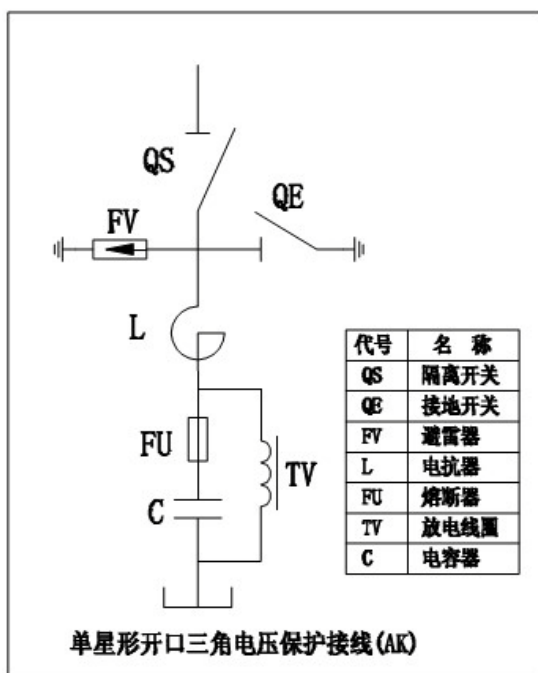 QS
QE
FV
L
FU
TV
C
代号 名 称
QS 隔离开关
QE 接地开关
FV 避雷器
L 电抗器
FU 熔断器
TV 放电线圈
C 电容器
单星形开口三角电压保护接线(AK)